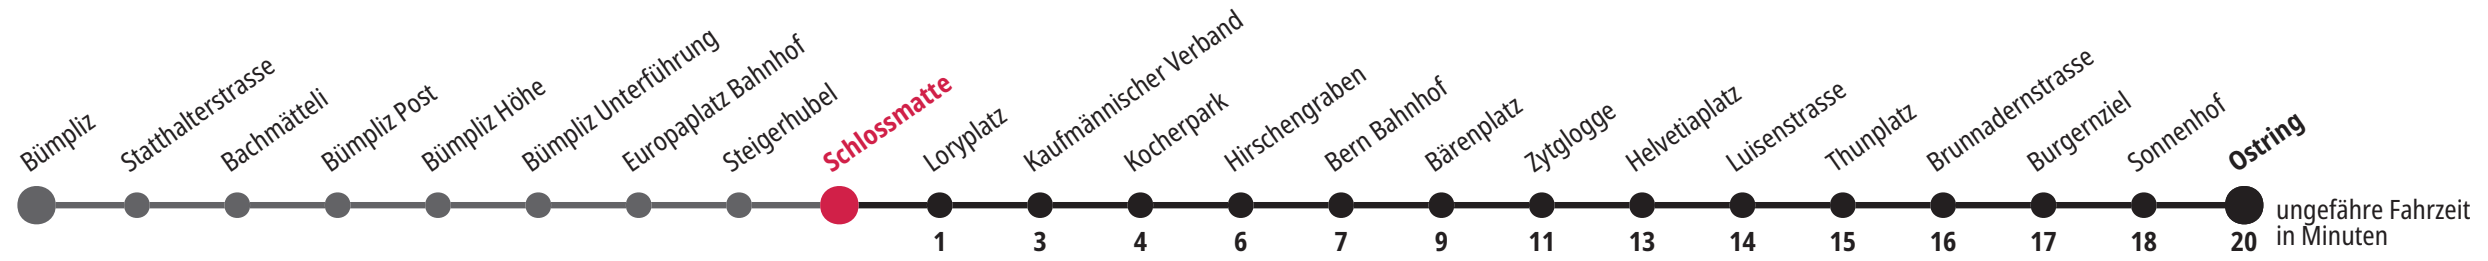 Bümpliz
Statthalterstrasse
Bachmätteli
Bümpliz Post
Bümpliz Höhe
Bümpliz Unterführung
Europaplatz Bahnhof
Steigerhubel
Schlossmatte
Loryplatz
Kaufmännischer Verband
Kocherpark
Hirschengraben
Bern Bahnhof
Bärenplatz
Zytglogge
Helvetiaplatz
Luisenstrasse
Thunplatz
Brunnadernstrasse
Burgernziel
Sonnenhof
Ostring
1 3 4 6 7 9 11 13 14 15 16 17 18 20
ungefähre Fahrzeit
in Minuten